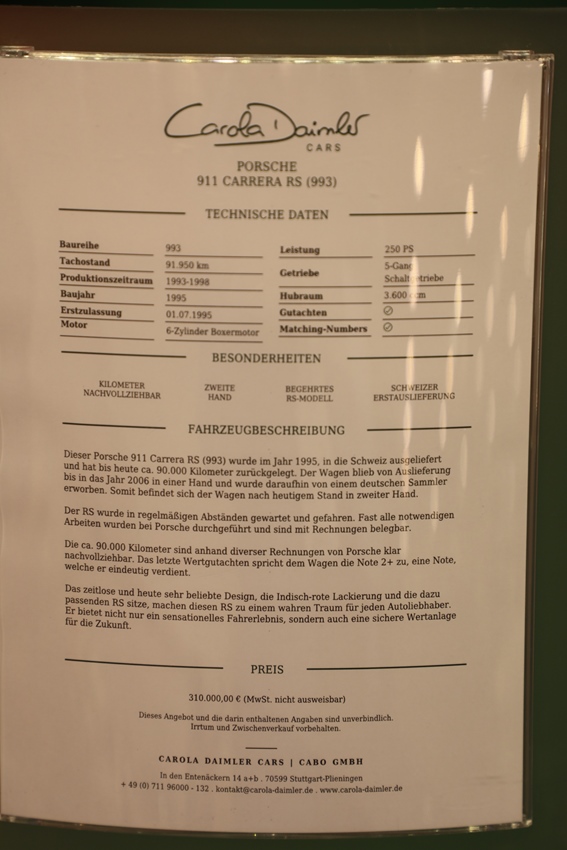 Carola Daimler
CARS
PORSCHE
911 CARRERA RS (993)
TECHNISCHE DATEN
Baureihe 993
Tachostand 91.950 km
Produktionszeitraum 1993-1998
Baujahr 1995
Erstzulassung 01.07.1995
Motor 6-Zylinder Boxermotor
Leistung 250 PS
Getriebe 5-Gang
Schaltgetriebe
Hubraum 3.600 ccm
Gutachten
Matching-Numbers
BESONDERHEITEN
KILOMETER NACHVOLLZIEHBAR
ZWEITE HAND
BEGEHRTES RS-MODELL
SCHWEIZER ERSTAUSLIEFERUNG
FAHRZEUGBESCHREIBUNG
Dieser Porsche 911 Carrera RS (993) wurde im Jahr 1995, in die Schweiz ausgeliefert
und hat bis heute ca. 90.000 Kilometer zurückgelegt. Der Wagen blieb von Auslieferung
bis in das Jahr 2006 in einer Hand und wurde daraufhin von einem deutschen Sammler
erworben. Somit befindet sich der Wagen nach heutigem Stand in zweiter Hand.
Der RS wurde in regelmäßigen Abständen gewartet und gefahren. Fast alle notwendigen
Arbeiten wurden bei Porsche durchgeführt und sind mit Rechnungen belegbar.
Die ca. 90.000 Kilometer sind anhand diverser Rechnungen von Porsche klar
nachvollziehbar. Das letzte Wertgutachten spricht dem Wagen die Note 2+ zu, eine Note,
welche er eindeutig verdient.
Das zeitlose und heute sehr beliebte Design, die Indisch-rote Lackierung und die dazu
passenden RS sitze, machen diesen RS zu einem wahren Traum für jeden Autoliebhaber.
Er bietet nicht nur ein sensationelles Fahrerlebnis, sondern auch eine sichere Wertanlage
für die Zukunft.
PREIS
310.000,00 € (MwSt. nicht ausweisbar)
Dieses Angebot und die darin enthaltenen Angaben sind unverbindlich.
Irrtum und Zwischenverkauf vorbehalten.
CAROLA DAIMLER CARS | CABO GMBH
In den Entenäckern 14 a+b . 70599 Stuttgart-Plieningen
+ 49 (0) 711 96000 - 132 . kontakt@carola-daimler.de . www.carola-daimler.de